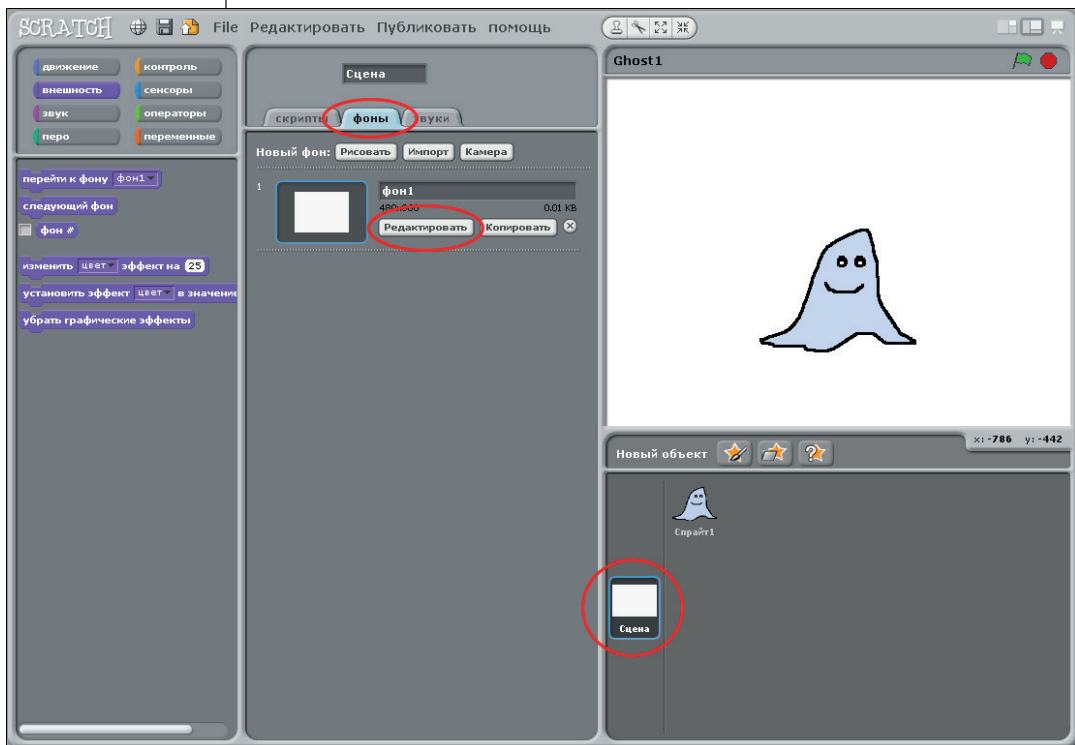 SCRATCH File Редактировать Публиковать помощь
движение контроль
внешность сенсоры
звук операторы
перо переменные
перейти к фону фон1
следующий фон
фон #
изменить цвет эффект на 25
установить эффект цвет в значение
убрать графические эффекты
Сцена
скрипты фоны звуки
Новый фон: Рисовать Импорт Камера
1 фон1
0.01 KB
Редактировать Копировать
Ghost1
x: -786 y: -442
Новый объект
Спрайт1
Сцена